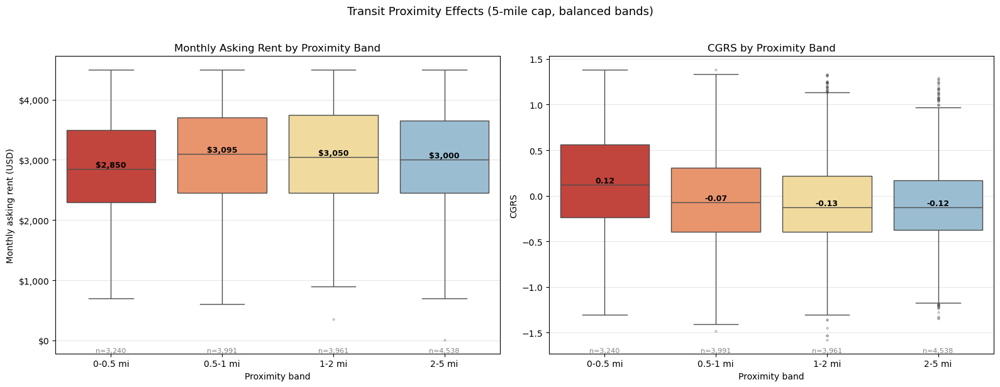 Transit Proximity Effects (5-mile cap, balanced bands)
Monthly Asking Rent by Proximity Band
Monthly asking rent (USD)
$4,000
$3,000
$2,000
$1,000
$0
$2,850
$3,095
$3,050
$3,000
n=3,240
n=3,991
n=3,961
n=4,538
0-0.5 mi
0.5-1 mi
1-2 mi
2-5 mi
Proximity band
CGRS by Proximity Band
CGRS
1.5
1.0
0.5
0.0
−0.5
−1.0
−1.5
0.12
-0.07
-0.13
-0.12
n=3,240
n=3,991
n=3,961
n=4,538
0-0.5 mi
0.5-1 mi
1-2 mi
2-5 mi
Proximity band